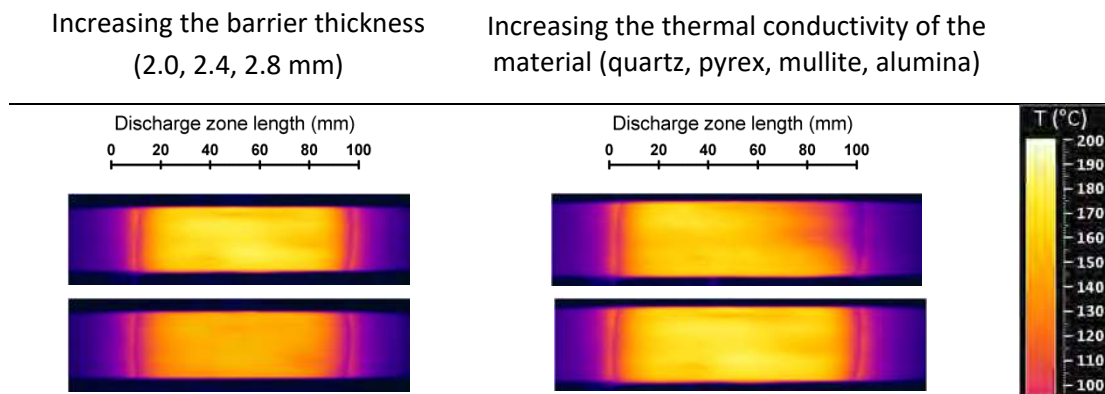 Increasing the barrier thickness
(2.0, 2.4, 2.8 mm)
Increasing the thermal conductivity of the
material (quartz, pyrex, mullite, alumina)
Discharge zone length (mm)
0 20 40 60 80 100
Discharge zone length (mm)
0 20 40 60 80 100
T (°C)
200
190
180
170
160
150
140
130
120
110
100